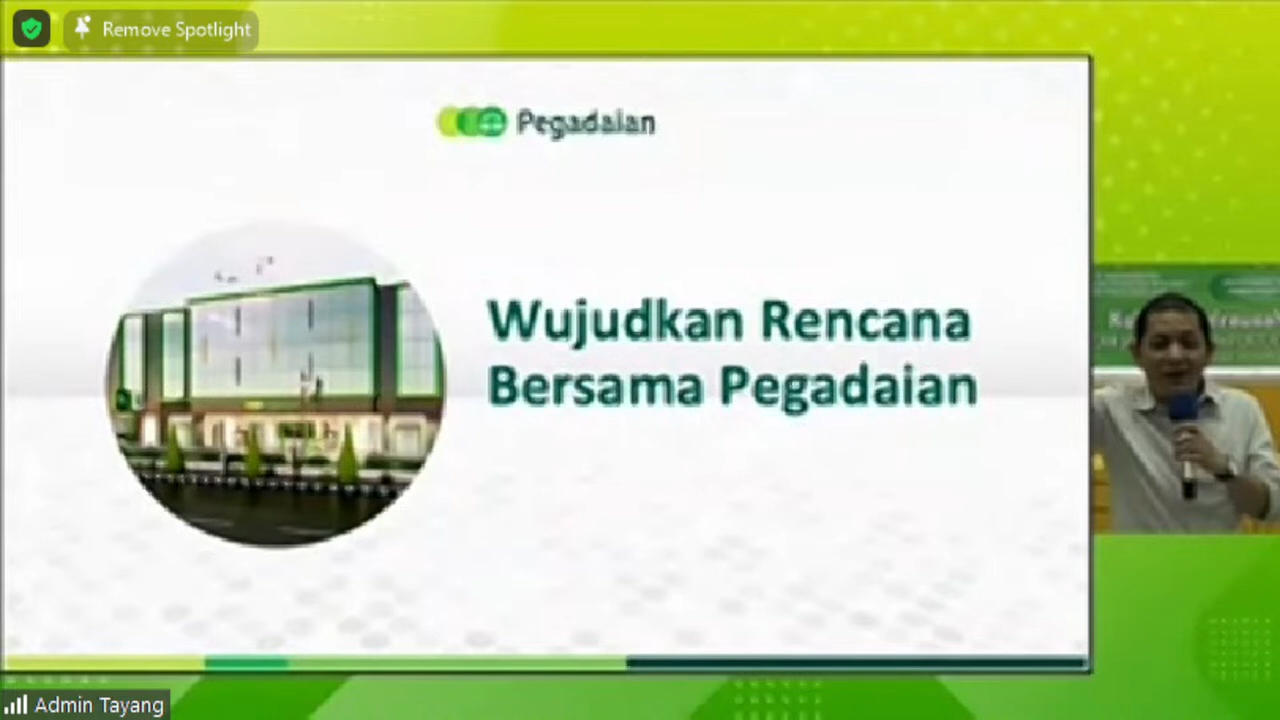 Remove Spotlight
Pegadaian
Wujudkan Rencana
Bersama Pegadaian
Admin Tayang